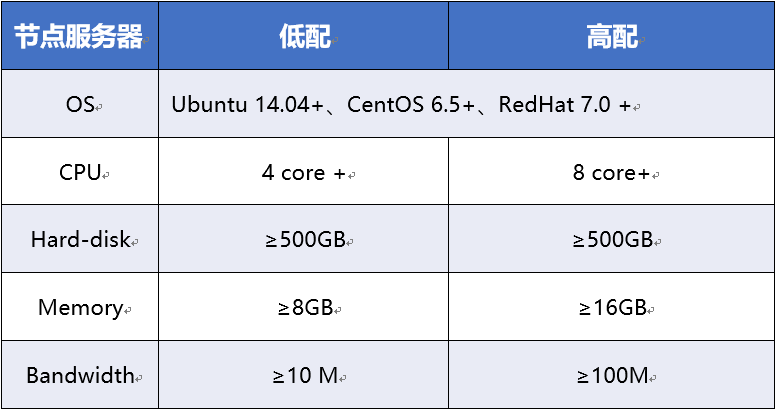 节点服务器 低配 高配
OS Ubuntu 14.04+、CentOS 6.5+、RedHat 7.0 +
CPU 4 core + 8 core+
Hard-disk ≥500GB ≥500GB
Memory ≥8GB ≥16GB
Bandwidth ≥10 M ≥100M